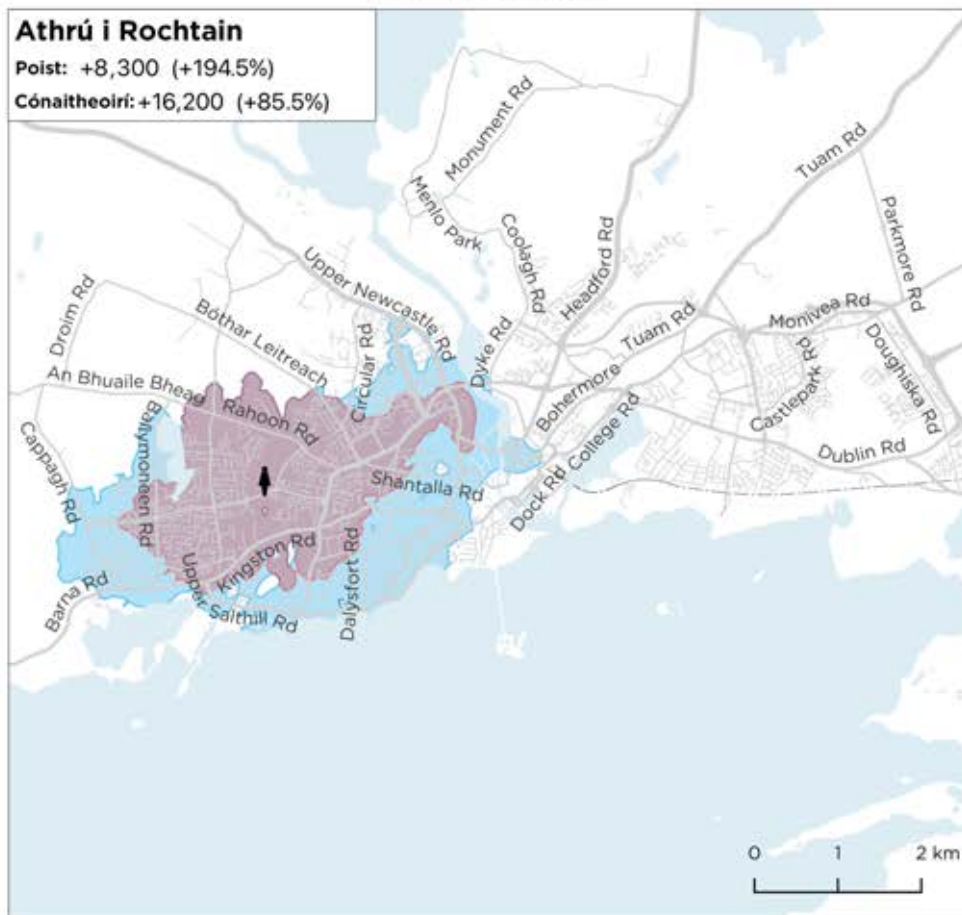 Athrú i Rochtain
Poist: +8,300 (+194.5%)
Cónaitheoirí: +16,200 (+85.5%)
Monument Rd
Menlo Park
Coolagh Rd
Headford Rd
Tuam Rd
Parkmore Rd
Upper Newcastle Rd
Droim Rd
Bóthar Leitreach
Circular Rd
Dyke Rd
Tuam Rd
Monivea Rd
Doughiska Rd
Castlepark Rd
An Bhuaile Bheag
Rahoon Rd
Bohermore
College Rd
Dublin Rd
Cappagh Rd
Ballymoneen Rd
Shantalla Rd
Dock Rd
Kingston Rd
Dalysfort Rd
Upper Salthill Rd
Barna Rd
0 1 2 km